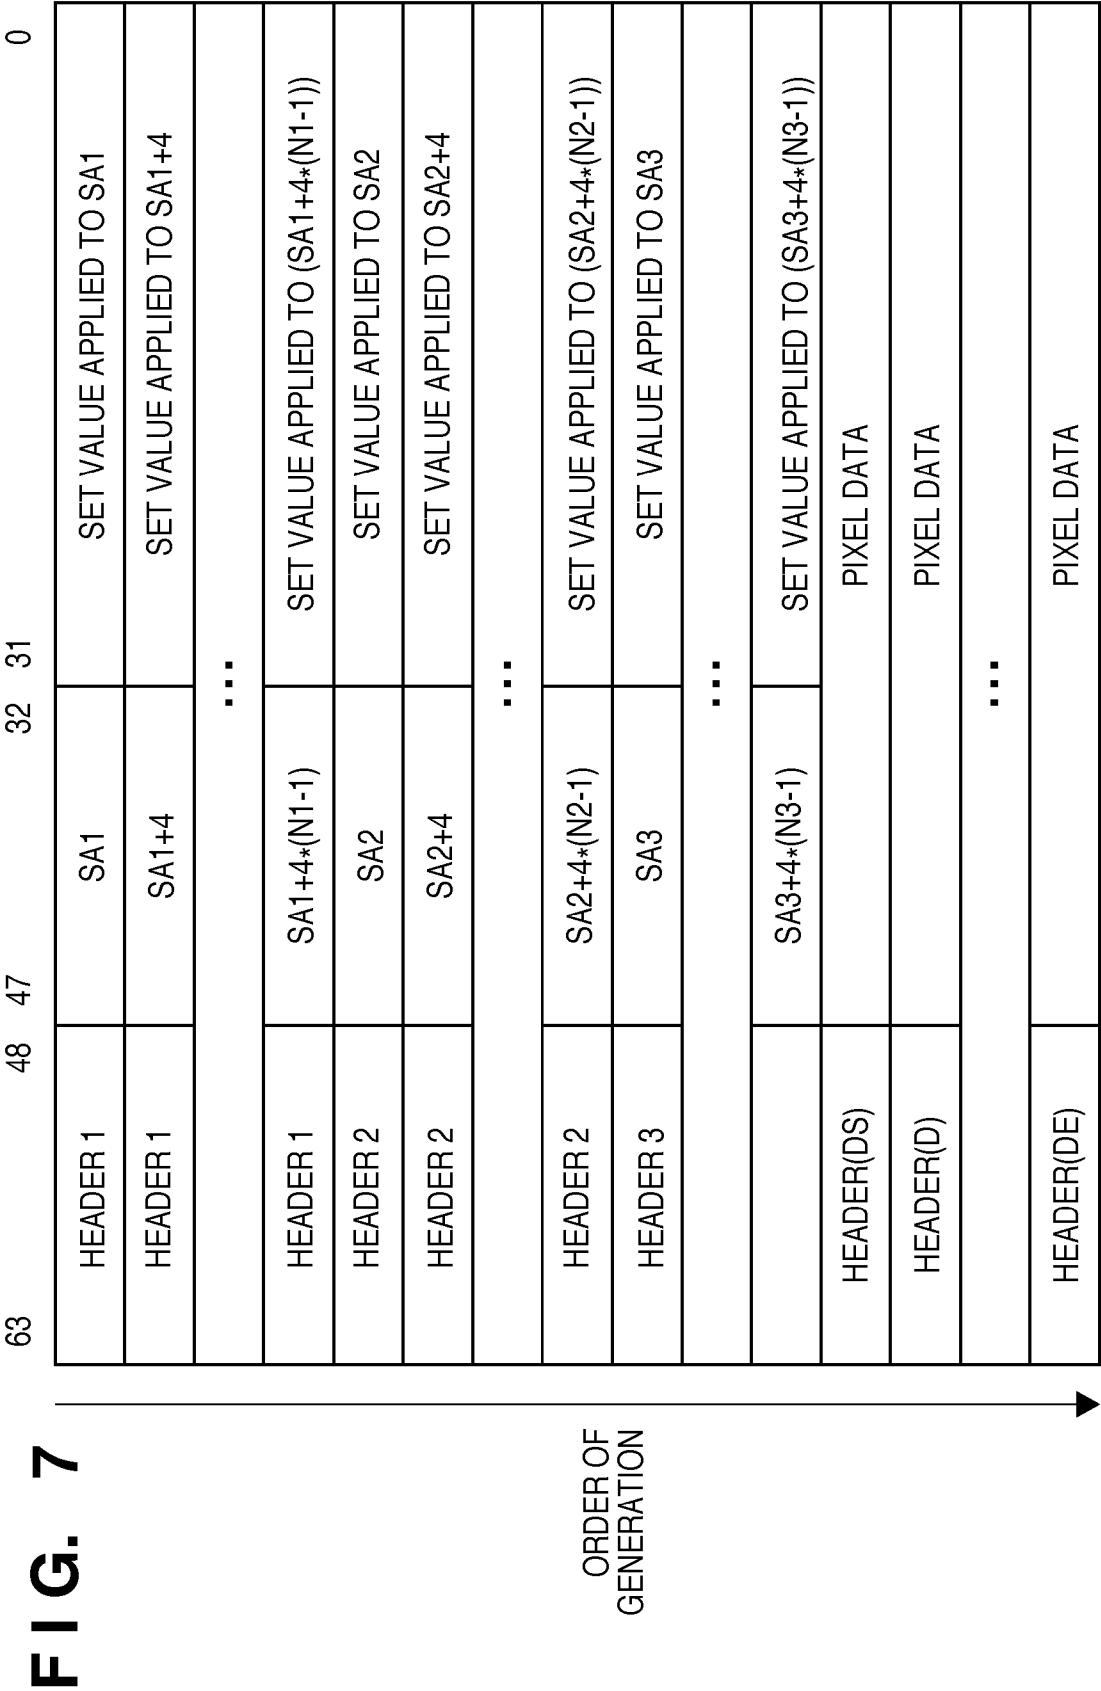 FIG. 7
63 48 47 32 31 0
HEADER 1 SA1 SET VALUE APPLIED TO SA1
HEADER 1 SA1+4 SET VALUE APPLIED TO SA1+4
...
HEADER 1 SA1+4*(N1-1) SET VALUE APPLIED TO (SA1+4*(N1-1))
HEADER 2 SA2 SET VALUE APPLIED TO SA2
HEADER 2 SA2+4 SET VALUE APPLIED TO SA2+4
...
HEADER 2 SA2+4*(N2-1) SET VALUE APPLIED TO (SA2+4*(N2-1))
HEADER 3 SA3 SET VALUE APPLIED TO SA3
...
SA3+4*(N3-1) SET VALUE APPLIED TO (SA3+4*(N3-1))
HEADER(DS) PIXEL DATA
HEADER(D) PIXEL DATA
...
HEADER(DE) PIXEL DATA
ORDER OF
GENERATION